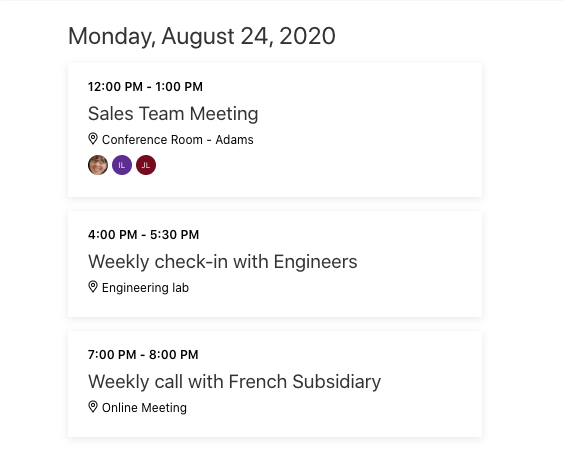 Monday, August 24, 2020
12:00 PM - 1:00 PM
Sales Team Meeting
Conference Room - Adams
IL JL
4:00 PM - 5:30 PM
Weekly check-in with Engineers
Engineering lab
7:00 PM - 8:00 PM
Weekly call with French Subsidiary
Online Meeting